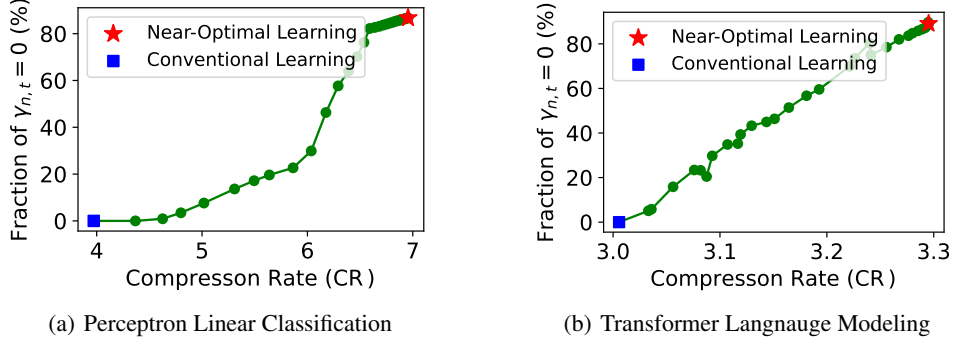 Fraction of γn,t = 0 (%)
80
60
40
20
0
Near-Optimal Learning
Conventional Learning
4 5 6 7
Compresson Rate (CR)
(a) Perceptron Linear Classification
Fraction of γn,t = 0 (%)
80
60
40
20
0
Near-Optimal Learning
Conventional Learning
3.0 3.1 3.2 3.3
Compresson Rate (CR)
(b) Transformer Langnauge Modeling